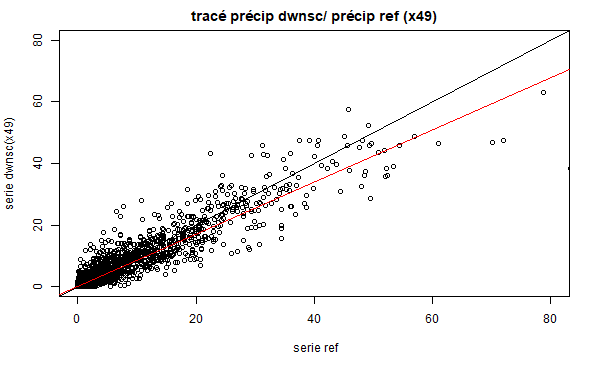 tracé précip dwnsc/ précip ref (x49)
serie dwnsc(x49)
80
60
40
20
0
0 20 40 60 80
serie ref